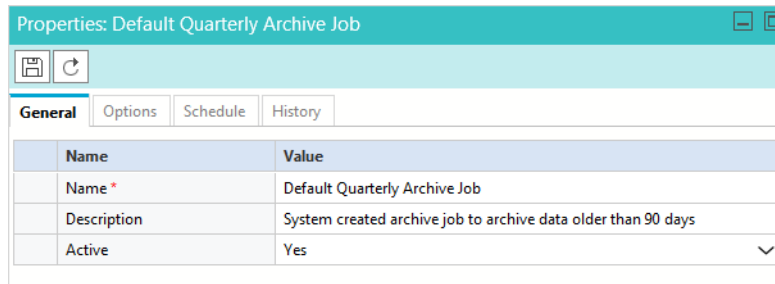 Properties: Default Quarterly Archive Job
General Options Schedule History
Name Value
Name* Default Quarterly Archive Job
Description System created archive job to archive data older than 90 days
Active Yes